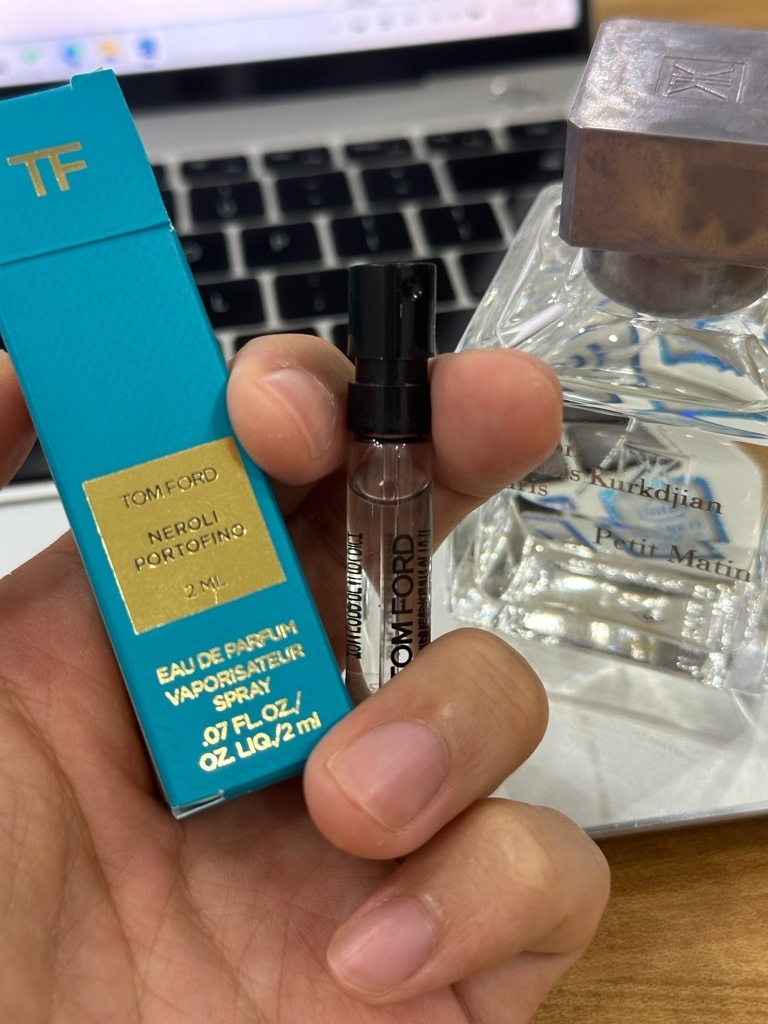 TF
TOM FORD
NEROLI
PORTOFINO
2 ML
EAU DE PARFUM
VAPORISATEUR
SPRAY
.07 FL.OZ./
OZ. LIQ./2 ml
TOM FORD
Kurkdjian
Petit Matin